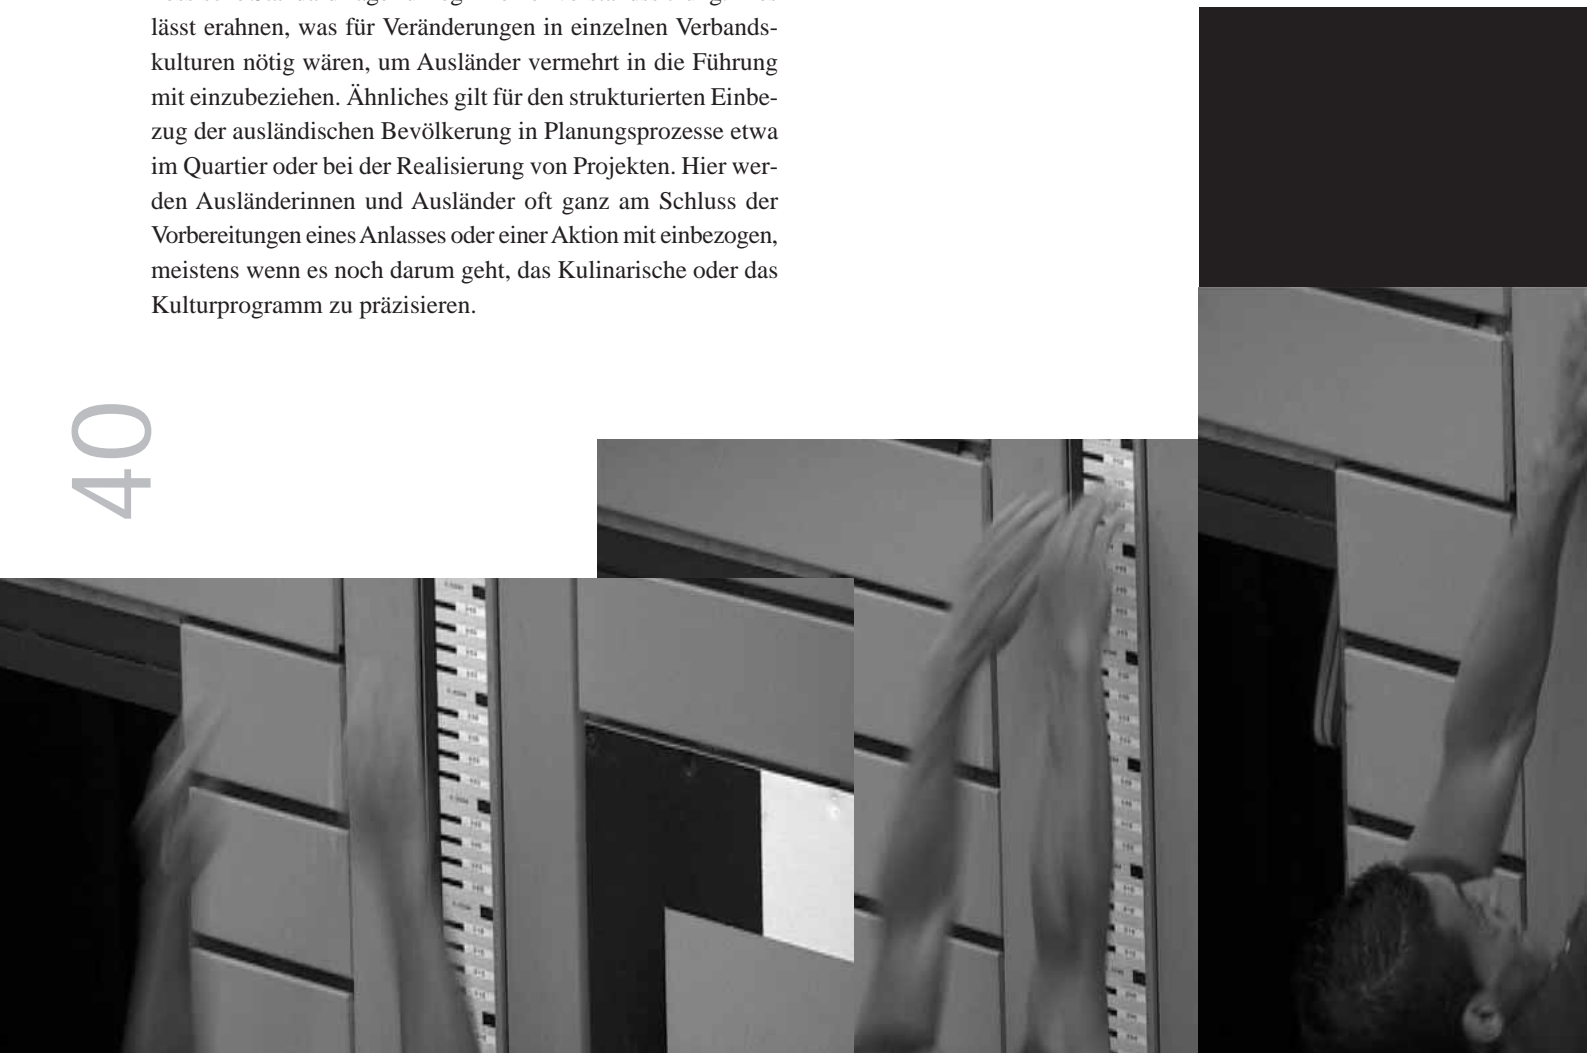 lässt erahnen, was für Veränderungen in einzelnen Verbands-
kulturen nötig wären, um Ausländer vermehrt in die Führung
mit einzubeziehen. Ähnliches gilt für den strukturierten Einbe-
zug der ausländischen Bevölkerung in Planungsprozesse etwa
im Quartier oder bei der Realisierung von Projekten. Hier wer-
den Ausländerinnen und Ausländer oft ganz am Schluss der
Vorbereitungen eines Anlasses oder einer Aktion mit einbezogen,
meistens wenn es noch darum geht, das Kulinarische oder das
Kulturprogramm zu präzisieren.
40